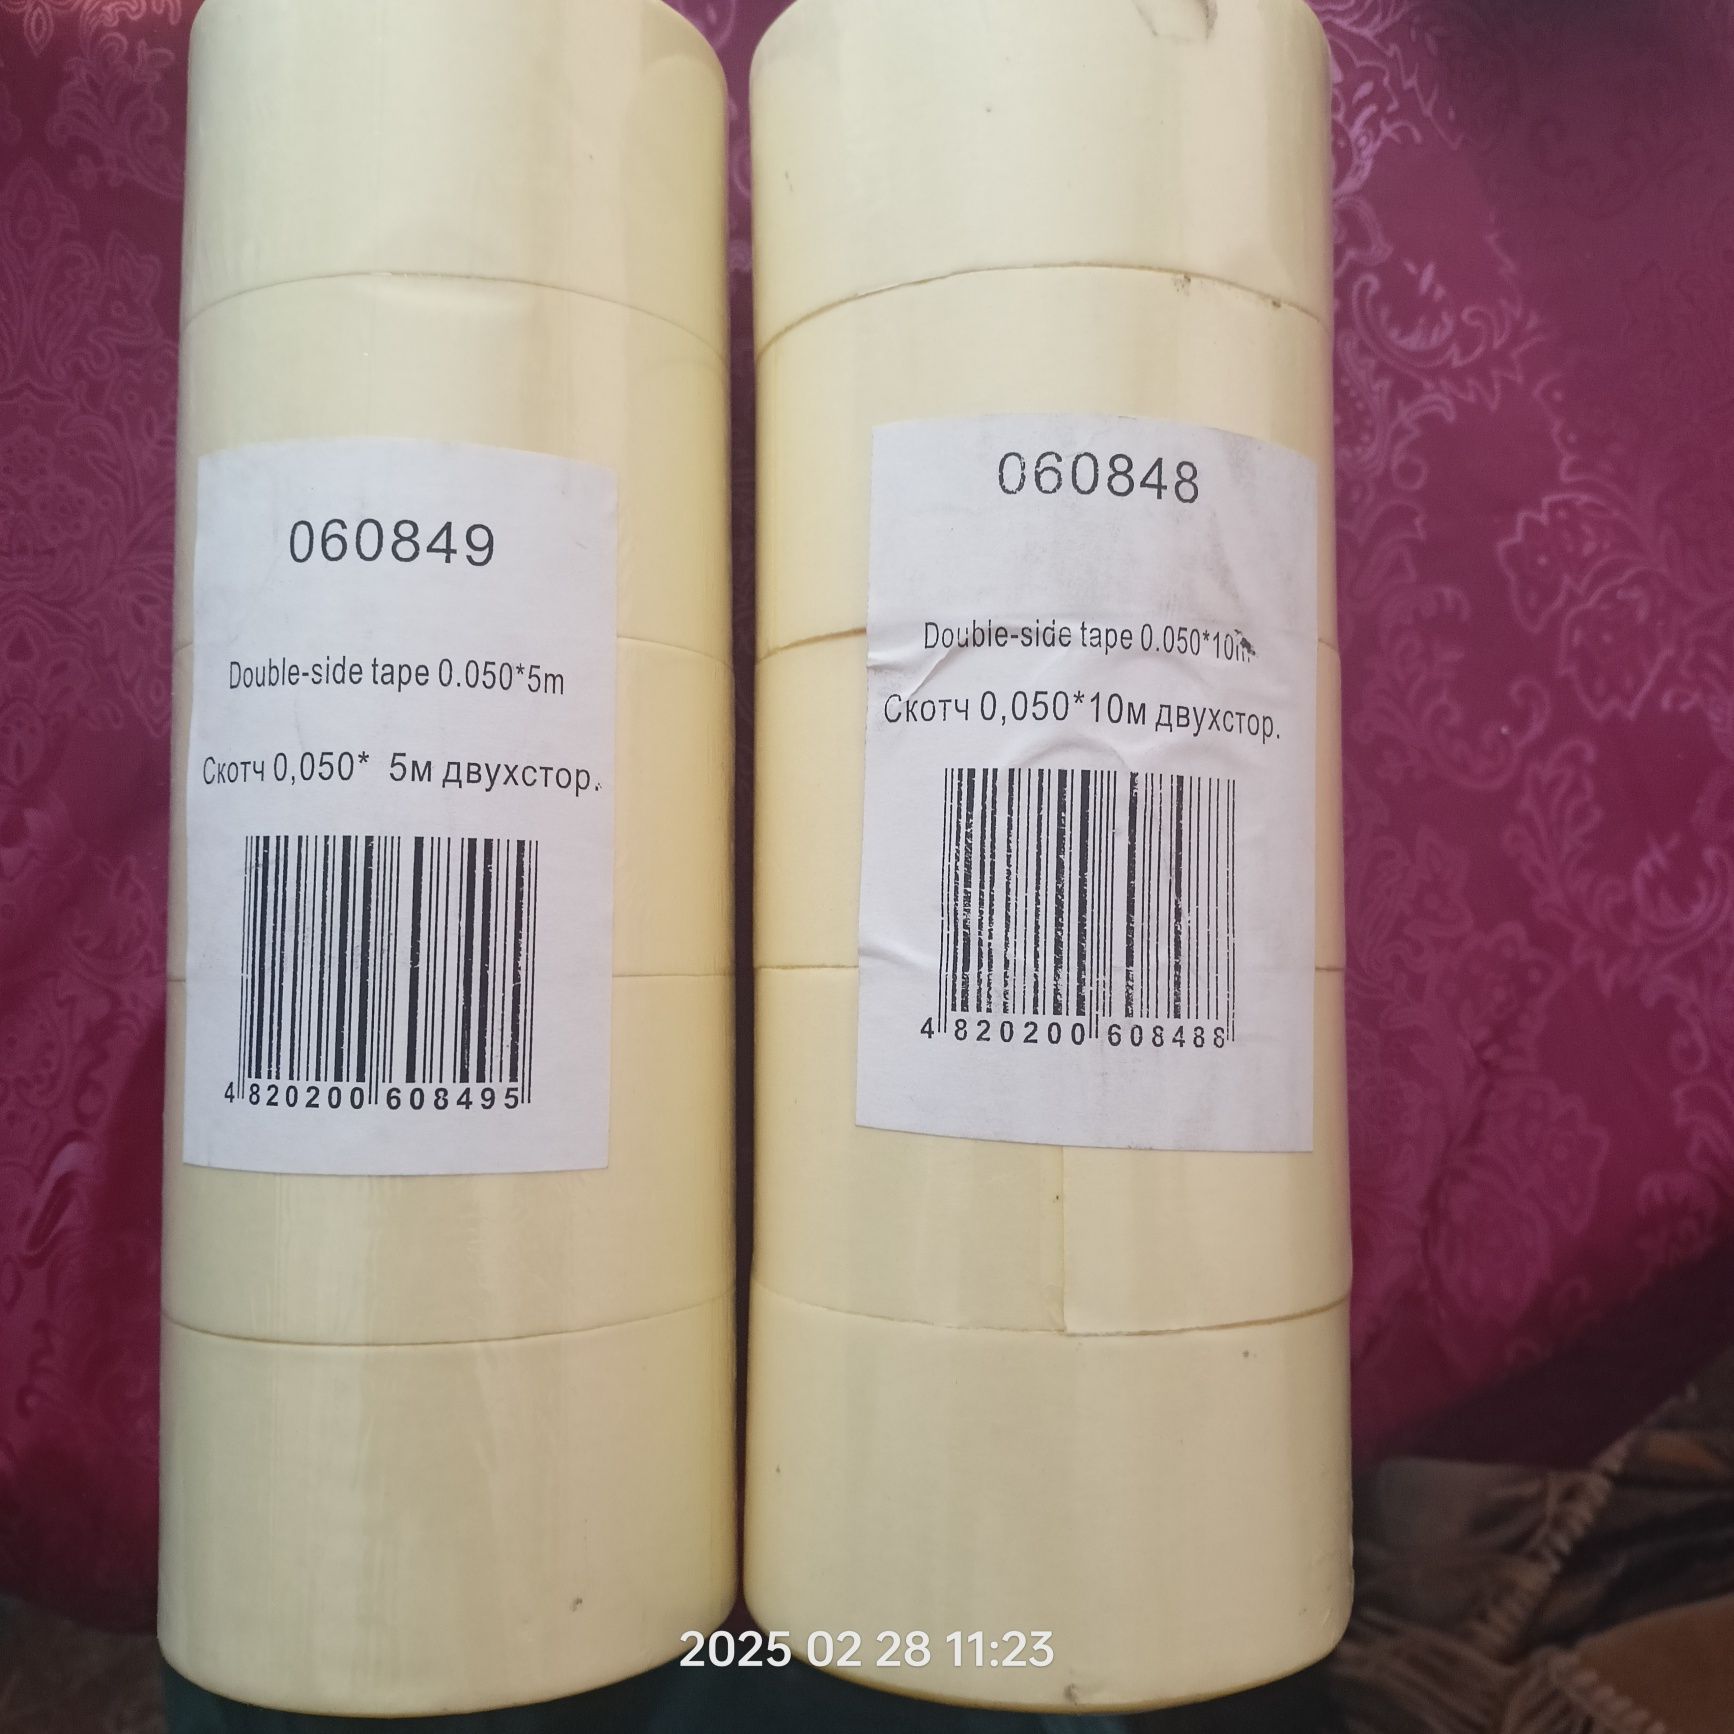 060849
Double-side tape 0.050*5m
Скотч 0,050* 5м двухстор.
4 820200 608495
060848
Double-side tape 0.050*10m
Скотч 0,050*10м двухстор.
4 820200 608488
2025 02 28 11:23